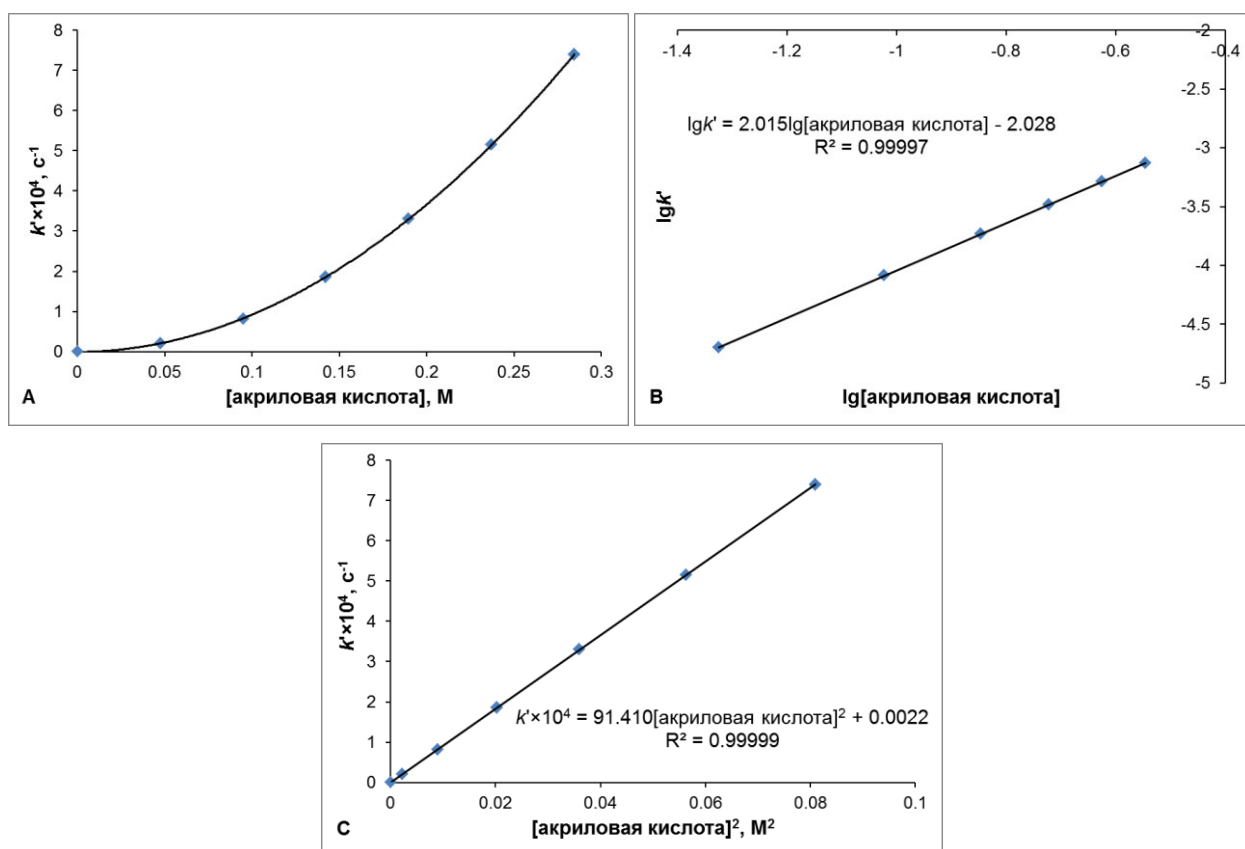 8
7
6
5
4
3
2
1
0
k'×10⁴, c⁻¹
0 0.05 0.1 0.15 0.2 0.25 0.3
A [акриловая кислота], М
-1.4 -1.2 -1 -0.8 -0.6 -0.4
-2
-2.5
-3
-3.5
-4
-4.5
-5
lgk' = 2.015lg[акриловая кислота] - 2.028
R² = 0.99997
lgk'
B lg[акриловая кислота]
8
7
6
5
4
3
2
1
0
k'×10⁴, c⁻¹
k'×10⁴ = 91.410[акриловая кислота]² + 0.0022
R² = 0.99999
0 0.02 0.04 0.06 0.08 0.1
C [акриловая кислота]², М²